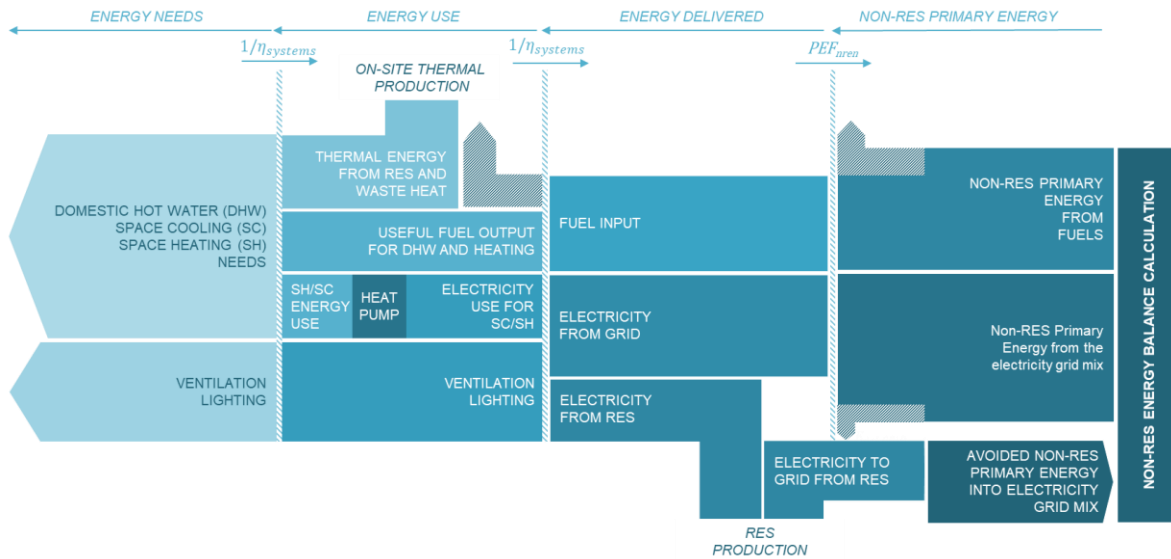 ENERGY NEEDS
ENERGY USE
ENERGY DELIVERED
NON-RES PRIMARY ENERGY
1/η_systems
1/η_systems
PEF_nren
ON-SITE THERMAL
PRODUCTION
THERMAL ENERGY
FROM RES AND
WASTE HEAT
NON-RES PRIMARY
ENERGY
FROM
FUELS
DOMESTIC HOT WATER (DHW)
SPACE COOLING (SC)
SPACE HEATING (SH)
NEEDS
USEFUL FUEL OUTPUT
FOR DHW AND HEATING
FUEL INPUT
SH/SC
ENERGY
USE
HEAT
PUMP
ELECTRICITY
USE FOR
SC/SH
ELECTRICITY
FROM GRID
Non-RES Primary
Energy from the
electricity grid mix
VENTILATION
LIGHTING
VENTILATION
LIGHTING
ELECTRICITY
FROM RES
ELECTRICITY TO
GRID FROM RES
AVOIDED NON-RES
PRIMARY ENERGY
INTO ELECTRICITY
GRID MIX
RES
PRODUCTION
NON-RES ENERGY BALANCE CALCULATION